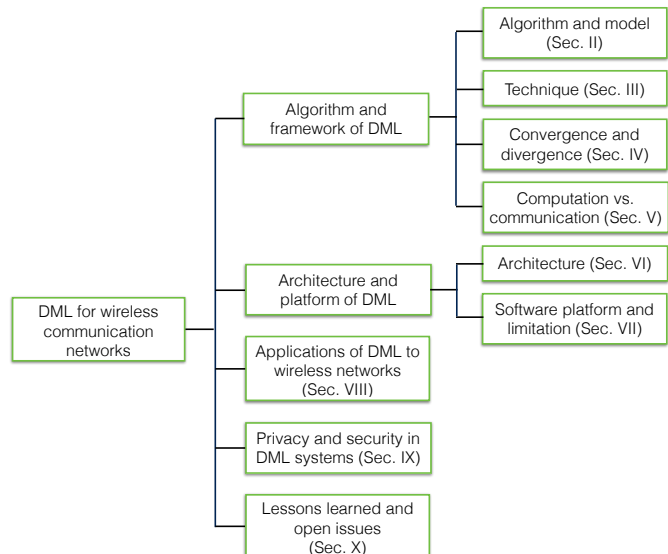 DML for wireless
communication
networks
Algorithm and
framework of DML
Algorithm and model
(Sec. II)
Technique (Sec. III)
Convergence and
divergence (Sec. IV)
Computation vs.
communication (Sec. V)
Architecture and
platform of DML
Architecture (Sec. VI)
Software platform and
limitation (Sec. VII)
Applications of DML to
wireless networks
(Sec. VIII)
Privacy and security in
DML systems (Sec. IX)
Lessons learned and
open issues
(Sec. X)